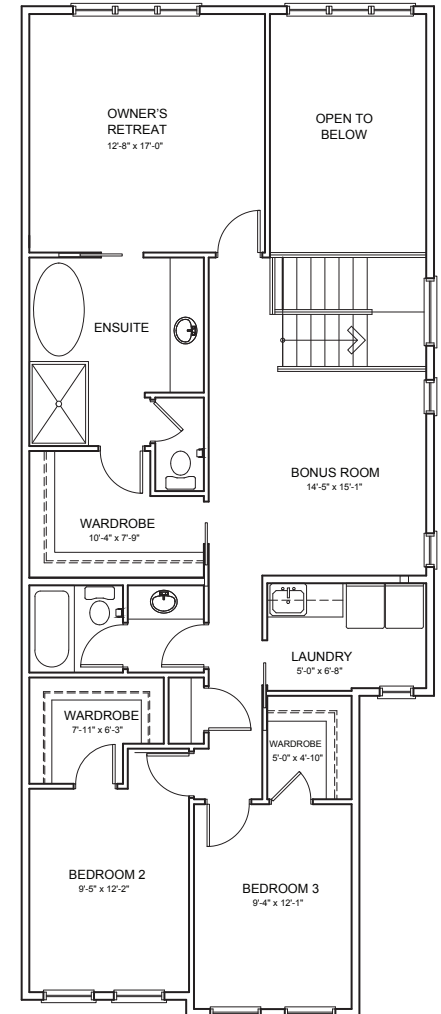 OWNER'S
RETREAT
12'-8" x 17'-0"
OPEN TO
BELOW
ENSUITE
BONUS ROOM
14'-5" x 15'-1"
WARDROBE
10'-4" x 7'-9"
LAUNDRY
5'-0" x 6'-8"
WARDROBE
7'-11" x 6'-3"
WARDROBE
5'-0" x 4'-10"
BEDROOM 2
9'-5" x 12'-2"
BEDROOM 3
9'-4" x 12'-1"